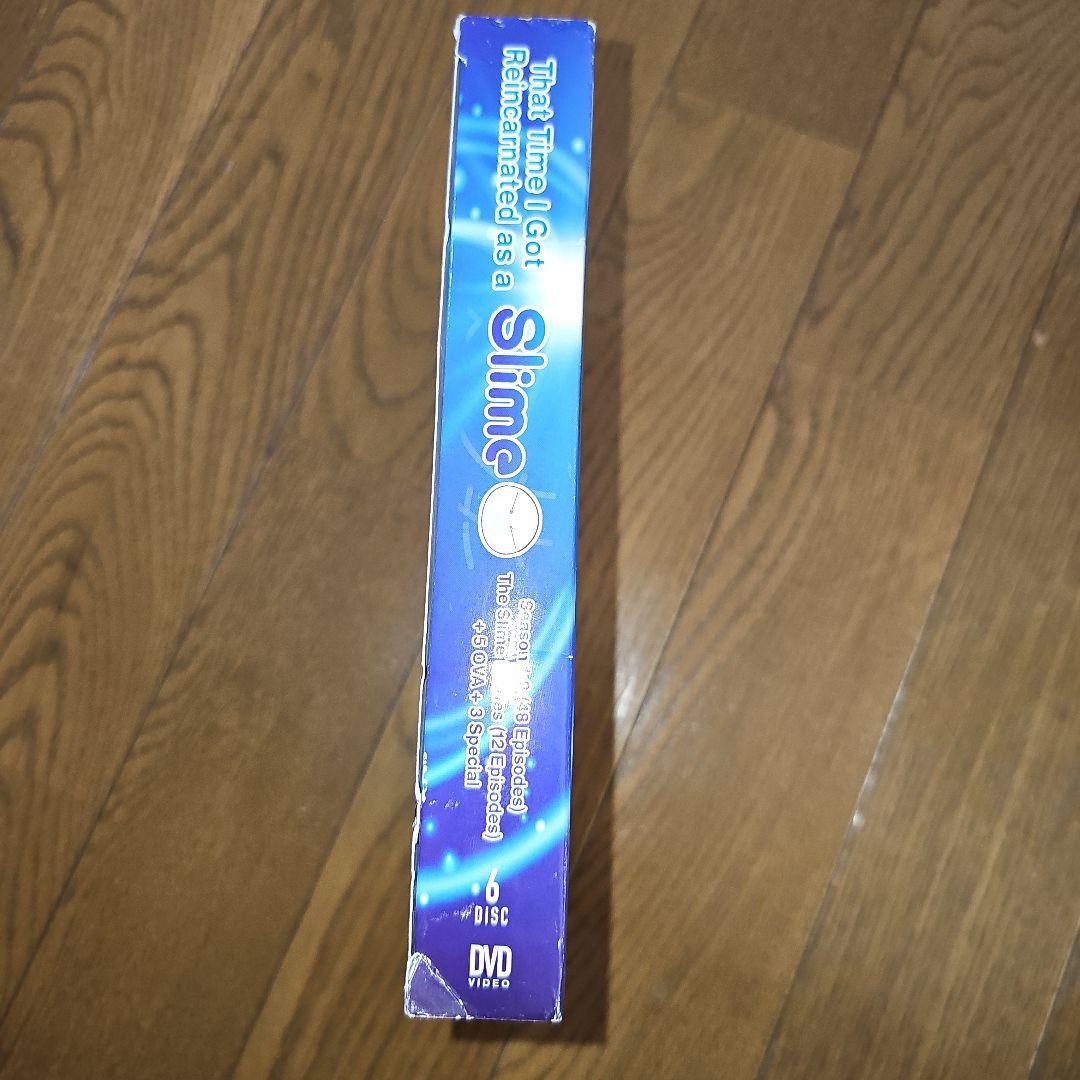 That Time I Got
Reincarnated as a
Slime
Season (48 Episodes)
The Slime (12 Episodes)
+ 5 OVA + 3 Special
6
DISC
DVD
VIDEO